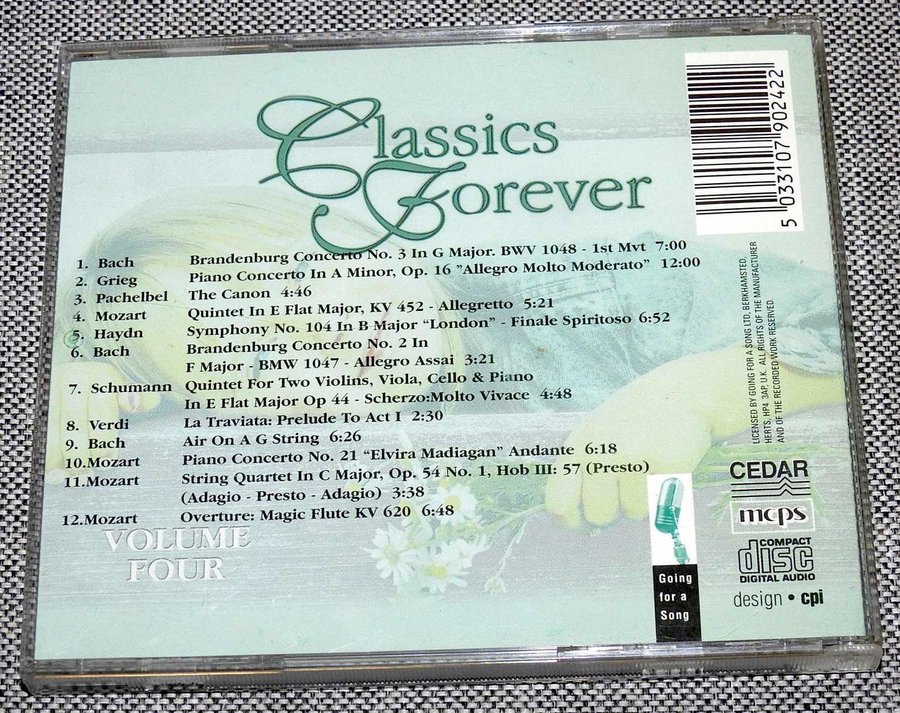 Classics
Forever
1. Bach Brandenburg Concerto No. 3 In G Major. BWV 1048 - 1st Mvt 7:00
2. Grieg Piano Concerto In A Minor, Op. 16 "Allegro Molto Moderato" 12:00
3. Pachelbel The Canon 4:46
4. Mozart Quintet In E Flat Major, KV 452 - Allegretto 5:21
5. Haydn Symphony No. 104 In B Major "London" - Finale Spiritoso 6:52
6. Bach Brandenburg Concerto No. 2 In
F Major - BMW 1047 - Allegro Assai 3:21
7. Schumann Quintet For Two Violins, Viola, Cello & Piano
In E Flat Major Op 44 - Scherzo:Molto Vivace 4:48
8. Verdi La Traviata: Prelude To Act I 2:30
9. Bach Air On A G String 6:26
10.Mozart Piano Concerto No. 21 "Elvira Madiagan" Andante 6:18
11.Mozart String Quartet In C Major, Op. 54 No. 1, Hob III: 57 (Presto)
(Adagio - Presto - Adagio) 3:38
12.Mozart Overture: Magic Flute KV 620 6:48
VOLUME
FOUR
5 033107 902422
LICENSED BY GOING FOR A SONG LTD, BERKHAMSTED,
HERTS, HP4 3AP, U.K. ALL RIGHTS OF THE MANUFACTURER
AND OF THE RECORDED WORK RESERVED.
Going
for a
Song
CEDAR
mcps
COMPACT
disc
DIGITAL AUDIO
design • cpi